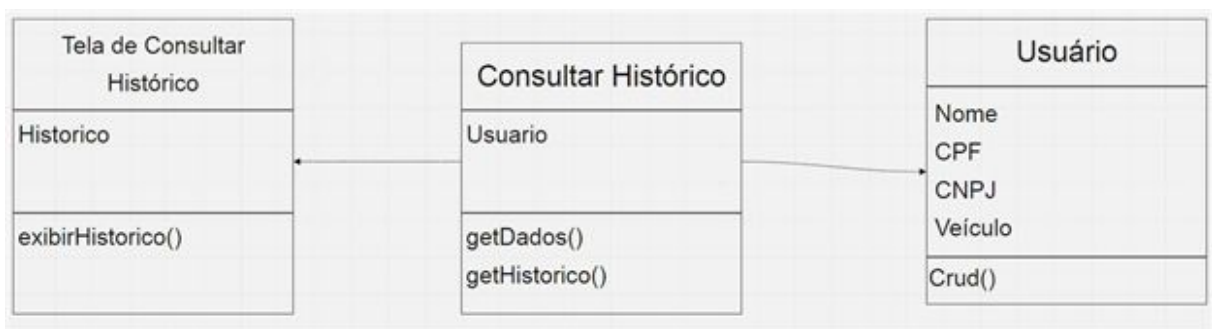 Tela de Consultar
Histórico
Historico
exibirHistorico()
Consultar Histórico
Usuario
getDados()
getHistorico()
Usuário
Nome
CPF
CNPJ
Veículo
Crud()